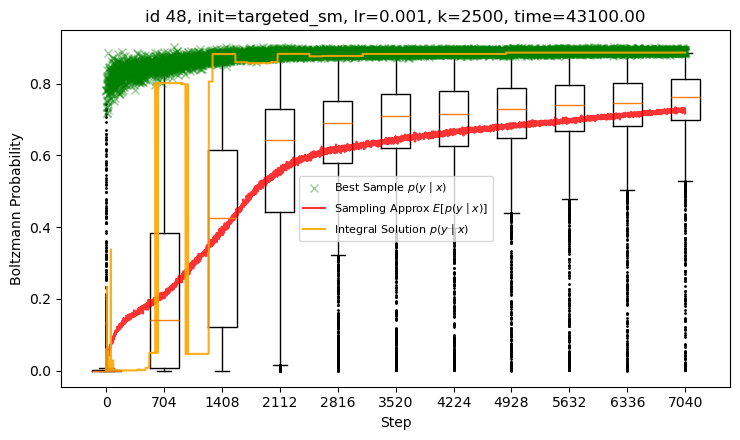 id 48, init=targeted_sm, lr=0.001, k=2500, time=43100.00
Boltzmann Probability
0.8
0.6
0.4
0.2
0.0
Best Sample p(y | x)
Sampling Approx E[p(y | x)]
Integral Solution p(y | x)
0 704 1408 2112 2816 3520 4224 4928 5632 6336 7040
Step